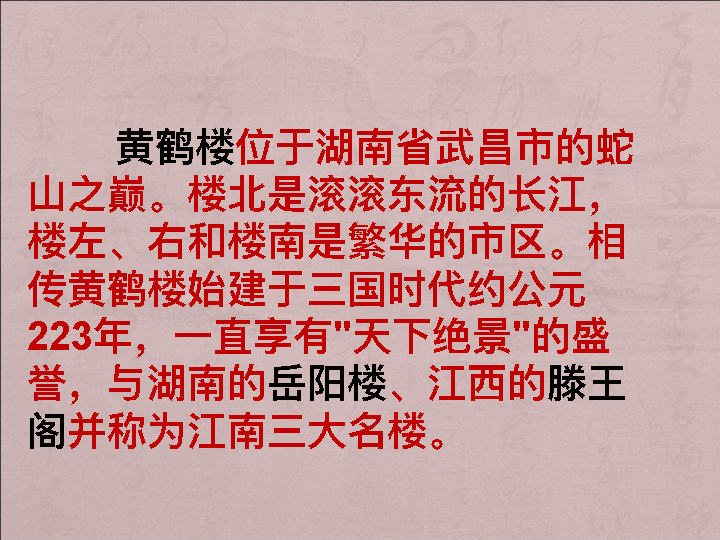 黄鹤楼位于湖南省武昌市的蛇
山之巅。楼北是滚滚东流的长江，
楼左、右和楼南是繁华的市区。相
传黄鹤楼始建于三国时代约公元
223年，一直享有"天下绝景"的盛
誉，与湖南的岳阳楼、江西的滕王
阁并称为江南三大名楼。